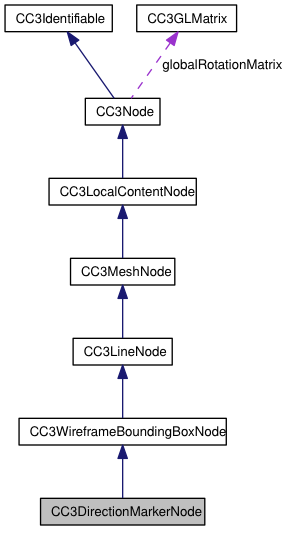 CC3Identifiable
CC3GLMatrix
globalRotationMatrix
CC3Node
CC3LocalContentNode
CC3MeshNode
CC3LineNode
CC3WireframeBoundingBoxNode
CC3DirectionMarkerNode